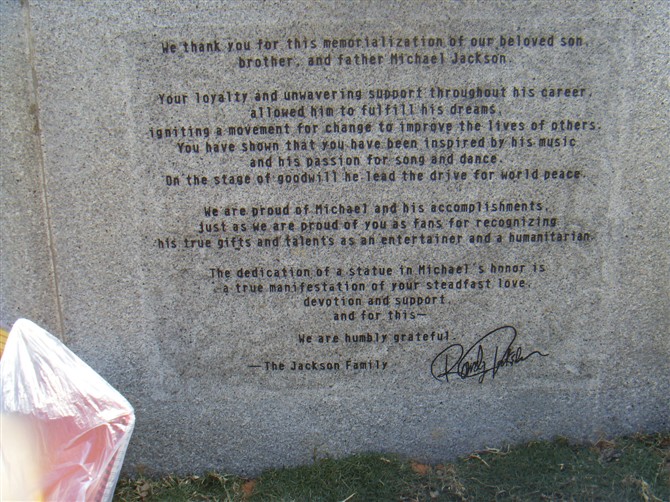 We thank you for this memorialization of our beloved son,
brother, and father Michael Jackson
Your loyalty and unwavering support throughout his career,
allowed him to fulfill his dreams,
igniting a movement for change to improve the lives of others.
You have shown that you have been inspired by his music
and his passion for song and dance.
On the stage of goodwill he lead the drive for world peace.
We are proud of Michael and his accomplishments,
just as we are proud of you as fans for recognizing
his true gifts and talents as an entertainer and a humanitarian.
The dedication of a statue in Michael's honor is
a true manifestation of your steadfast love,
devotion and support,
and for this—
We are humbly grateful
—The Jackson Family
Randy Jackson